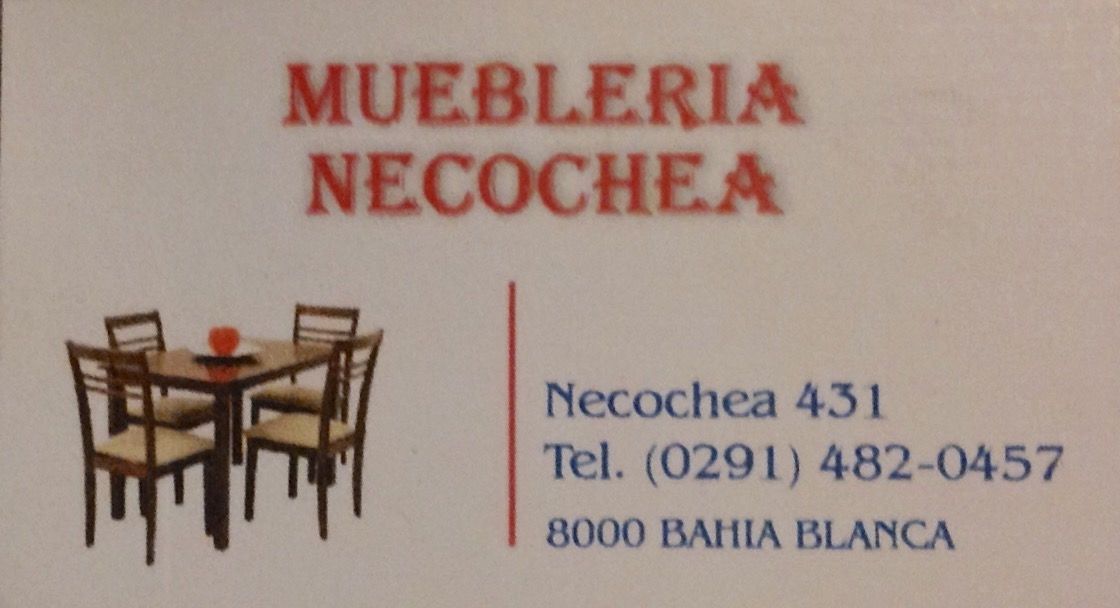 MUEBLERIA
NECOCHEA
Necochea 431
Tel. (0291) 482-0457
8000 BAHIA BLANCA